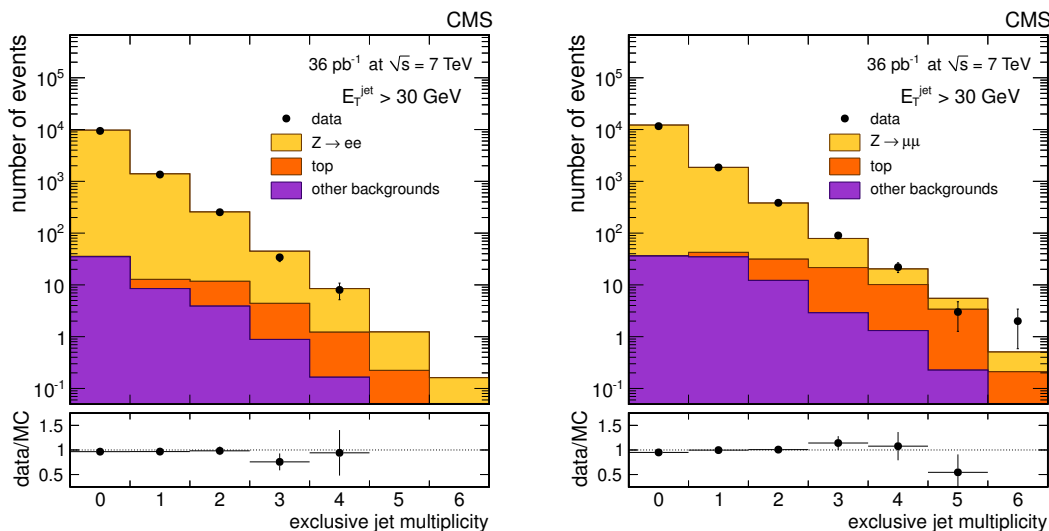 CMS
number of events
10⁵
10⁴
10³
10²
10
1
10⁻¹
36 pb⁻¹ at √s = 7 TeV
E_T^jet > 30 GeV
data
Z → ee
top
other backgrounds
data/MC
1.5
1
0.5
0 1 2 3 4 5 6
exclusive jet multiplicity
CMS
number of events
10⁵
10⁴
10³
10²
10
1
10⁻¹
36 pb⁻¹ at √s = 7 TeV
E_T^jet > 30 GeV
data
Z → μμ
top
other backgrounds
data/MC
1.5
1
0.5
0 1 2 3 4 5 6
exclusive jet multiplicity